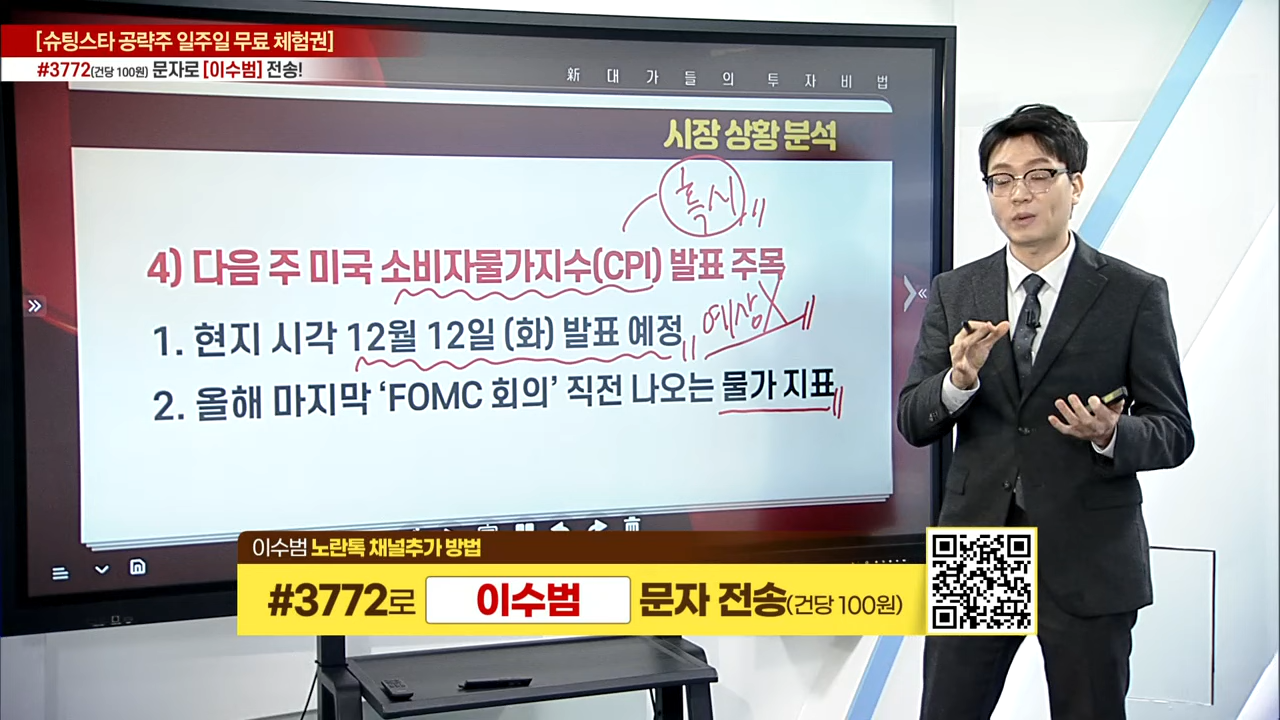 [슈팅스타 공략주 일주일 무료 체험권]
#3772(건당 100원) 문자로 [이수범] 전송!
新대가들의 투자비법
시장 상황 분석
혹시
4) 다음 주 미국 소비자물가지수(CPI) 발표 주목
예상X
1. 현지 시각 12월 12일 (화) 발표 예정
2. 올해 마지막 ‘FOMC 회의’ 직전 나오는 물가 지표
이수범 노란톡 채널추가 방법
#3772로 이수범 문자 전송(건당 100원)